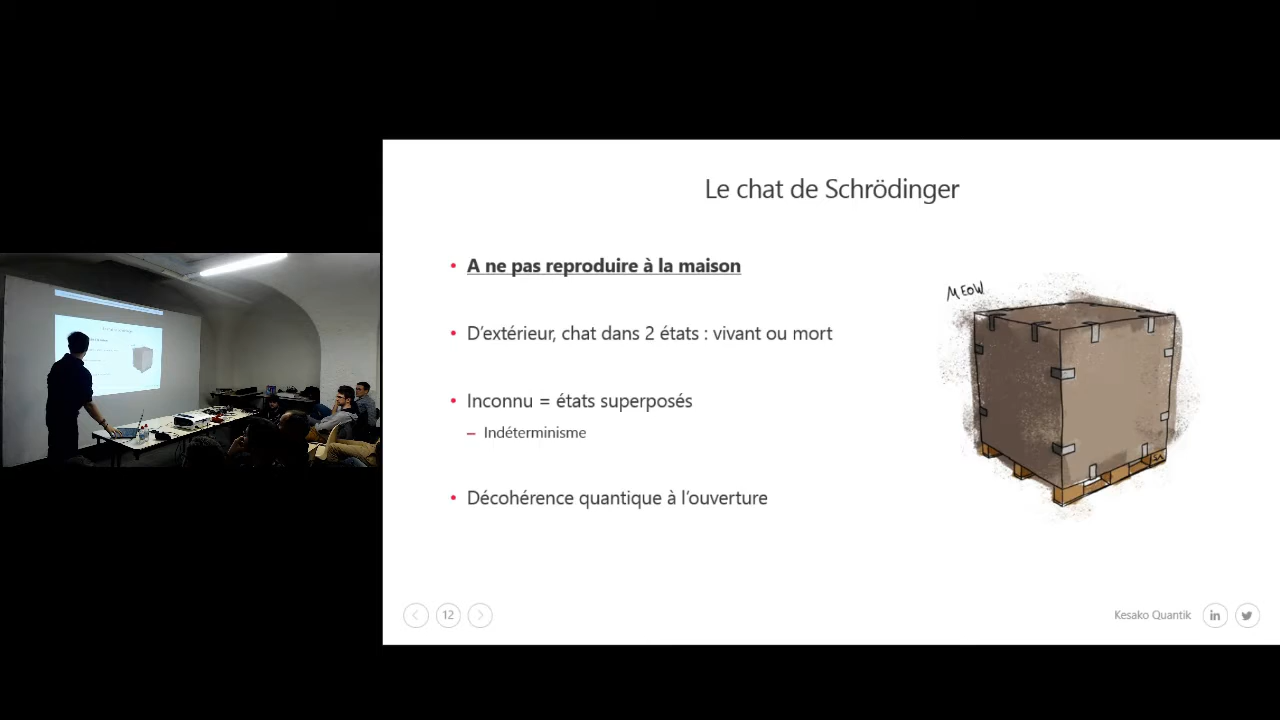 Le chat de Schrödinger
• A ne pas reproduire à la maison
• D'extérieur, chat dans 2 états : vivant ou mort
• Inconnu = états superposés
– Indéterminisme
• Décohérence quantique à l'ouverture
MEOW
12
Kesako Quantik
in